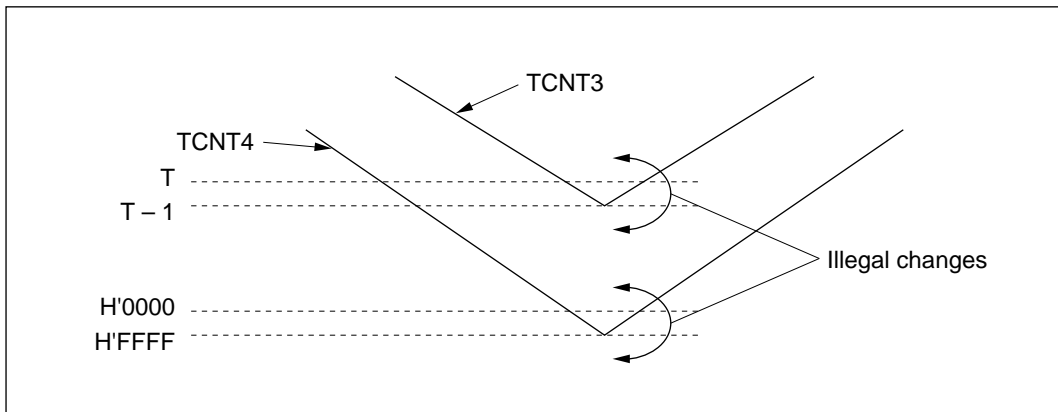 TCNT3
TCNT4
T
T – 1
Illegal changes
H'0000
H'FFFF